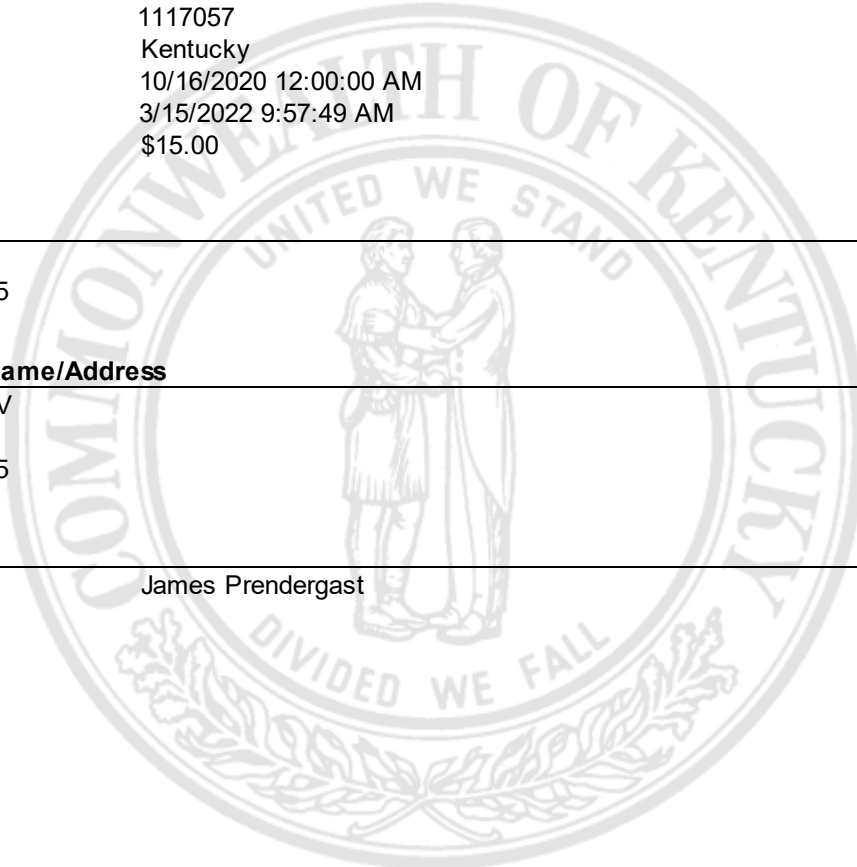 1117057
Kentucky
10/16/2020 12:00:00 AM
3/15/2022 9:57:49 AM
$15.00
5
ame/Address
V
5
James Prendergast
COMMONWEALTH OF KENTUCKY
UNITED WE STAND
DIVIDED WE FALL